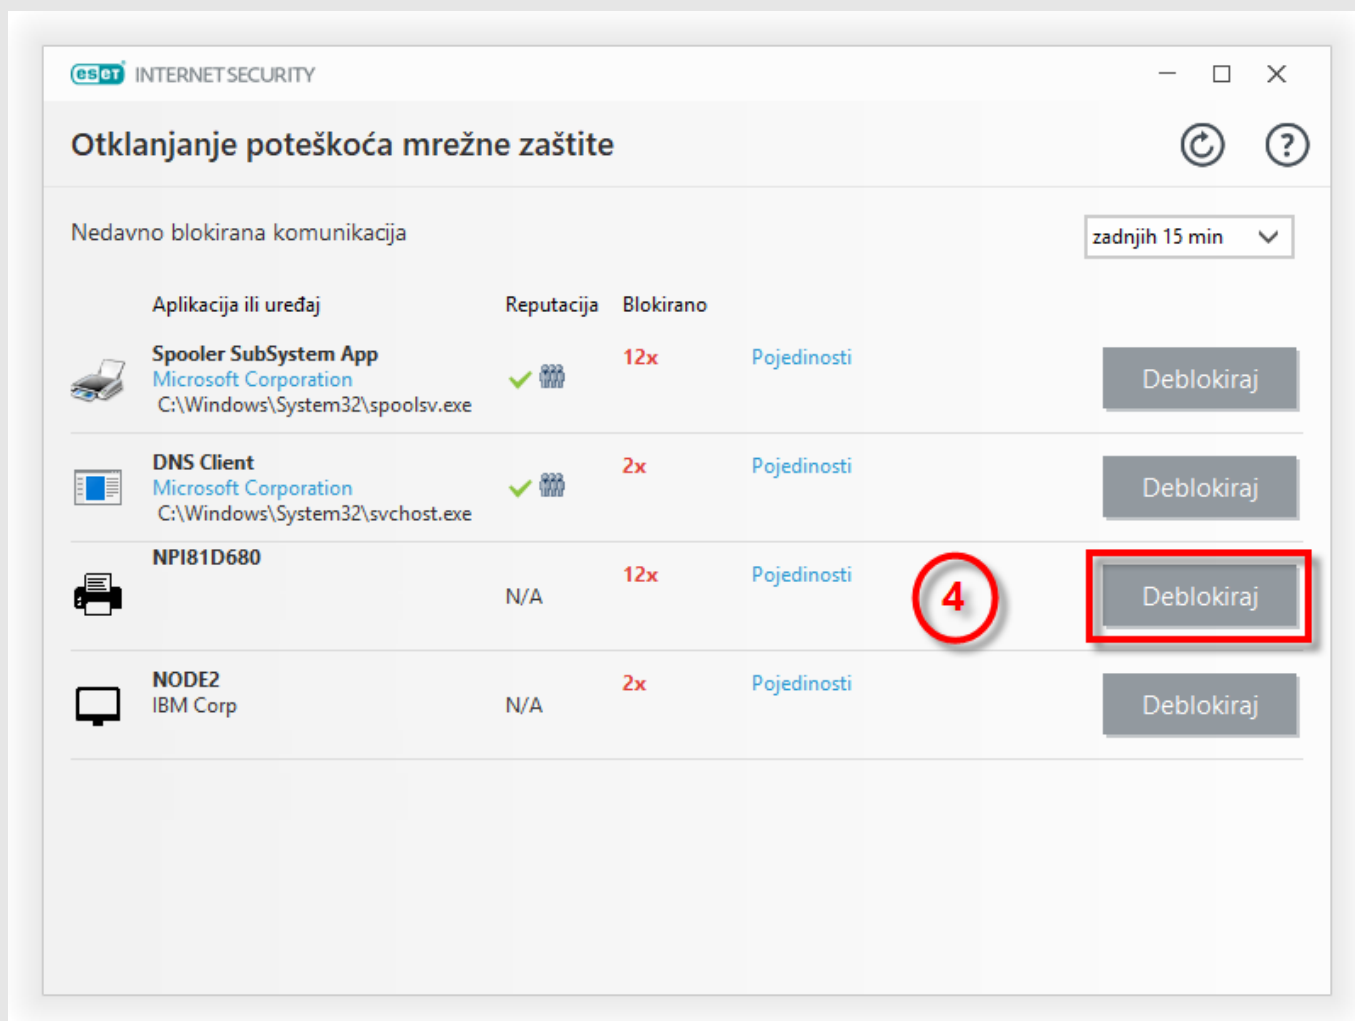 eset INTERNET SECURITY
Otklanjanje poteškoća mrežne zaštite
Nedavno blokirana komunikacija
zadnjih 15 min
Aplikacija ili uređaj Reputacija Blokirano
Spooler SubSystem App 12x Pojedinosti
Microsoft Corporation Deblokiraj
C:\Windows\System32\spoolsv.exe
DNS Client 2x Pojedinosti
Microsoft Corporation Deblokiraj
C:\Windows\System32\svchost.exe
NPI81D680
12x Pojedinosti
N/A 4 Deblokiraj
NODE2 2x Pojedinosti
IBM Corp N/A Deblokiraj